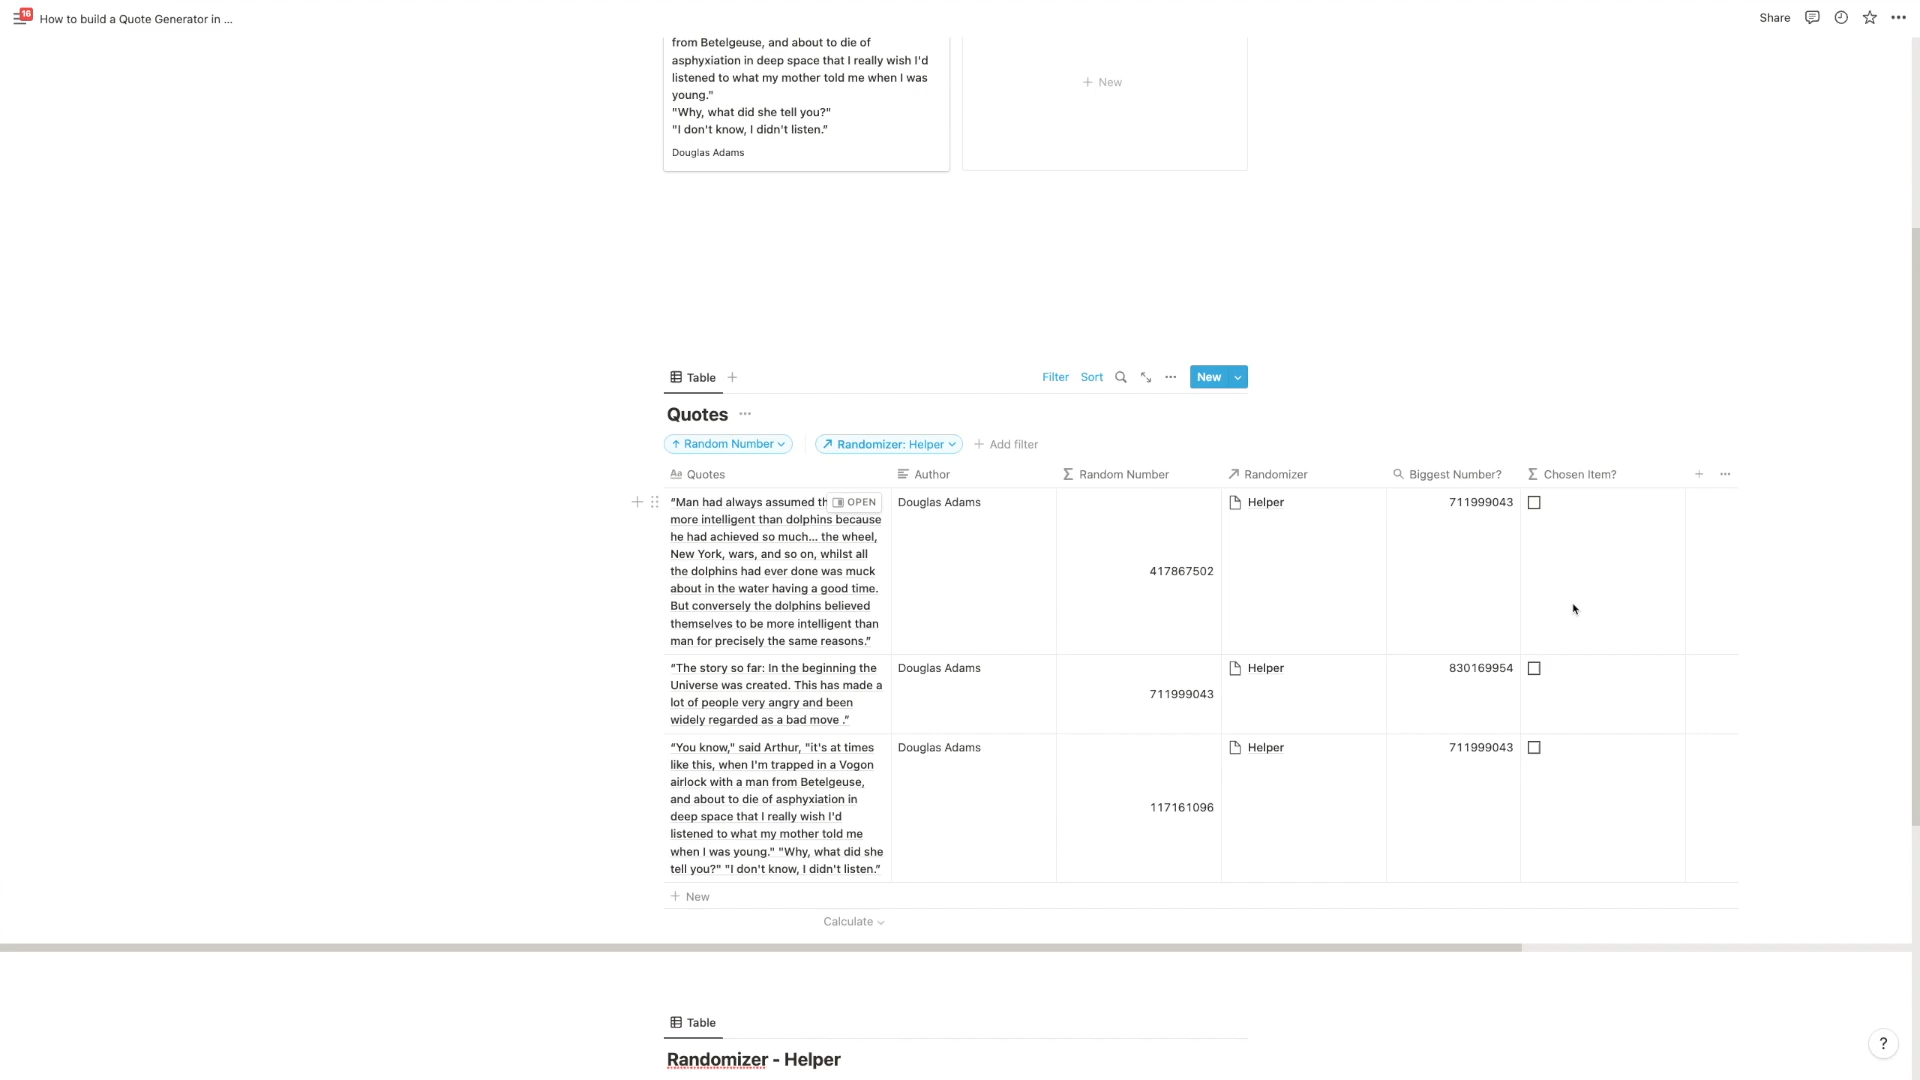 16
How to build a Quote Generator in ...
Share
from Betelgeuse, and about to die of
asphyxiation in deep space that I really wish I'd
listened to what my mother told me when I was
young."
"Why, what did she tell you?"
"I don't know, I didn't listen."
Douglas Adams
New
Table
Filter
Sort
New
Quotes
Random Number
Randomizer: Helper
Add filter
Aa Quotes
Author
Random Number
Randomizer
Biggest Number?
Chosen Item?
“Man had always assumed th
OPEN
more intelligent than dolphins because
he had achieved so much... the wheel,
New York, wars, and so on, whilst all
the dolphins had ever done was muck
about in the water having a good time.
But conversely the dolphins believed
themselves to be more intelligent than
man for precisely the same reasons.”
Douglas Adams
417867502
Helper
711999043
“The story so far: In the beginning the
Universe was created. This has made a
lot of people very angry and been
widely regarded as a bad move .”
Douglas Adams
711999043
Helper
830169954
“You know," said Arthur, "it's at times
like this, when I'm trapped in a Vogon
airlock with a man from Betelgeuse,
and about to die of asphyxiation in
deep space that I really wish I'd
listened to what my mother told me
when I was young." "Why, what did she
tell you?" "I don't know, I didn't listen.”
Douglas Adams
117161096
Helper
711999043
New
Calculate
Table
Randomizer - Helper
?